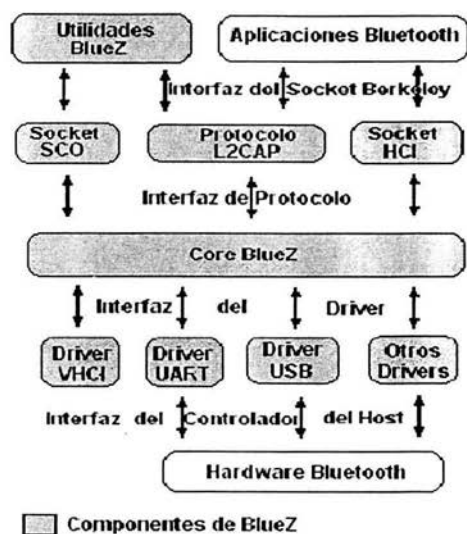 Utilidades
BlueZ
Aplicaciones Bluetooth
Interfaz del Socket Berkeley
Socket
SCO
Protocolo
L2CAP
Socket
HCI
Interfaz de Protocolo
Core BlueZ
Interfaz del Driver
Driver
VHCI
Driver
UART
Driver
USB
Otros
Drivers
Interfaz del Controlador del Host
Hardware Bluetooth
Componentes de BlueZ